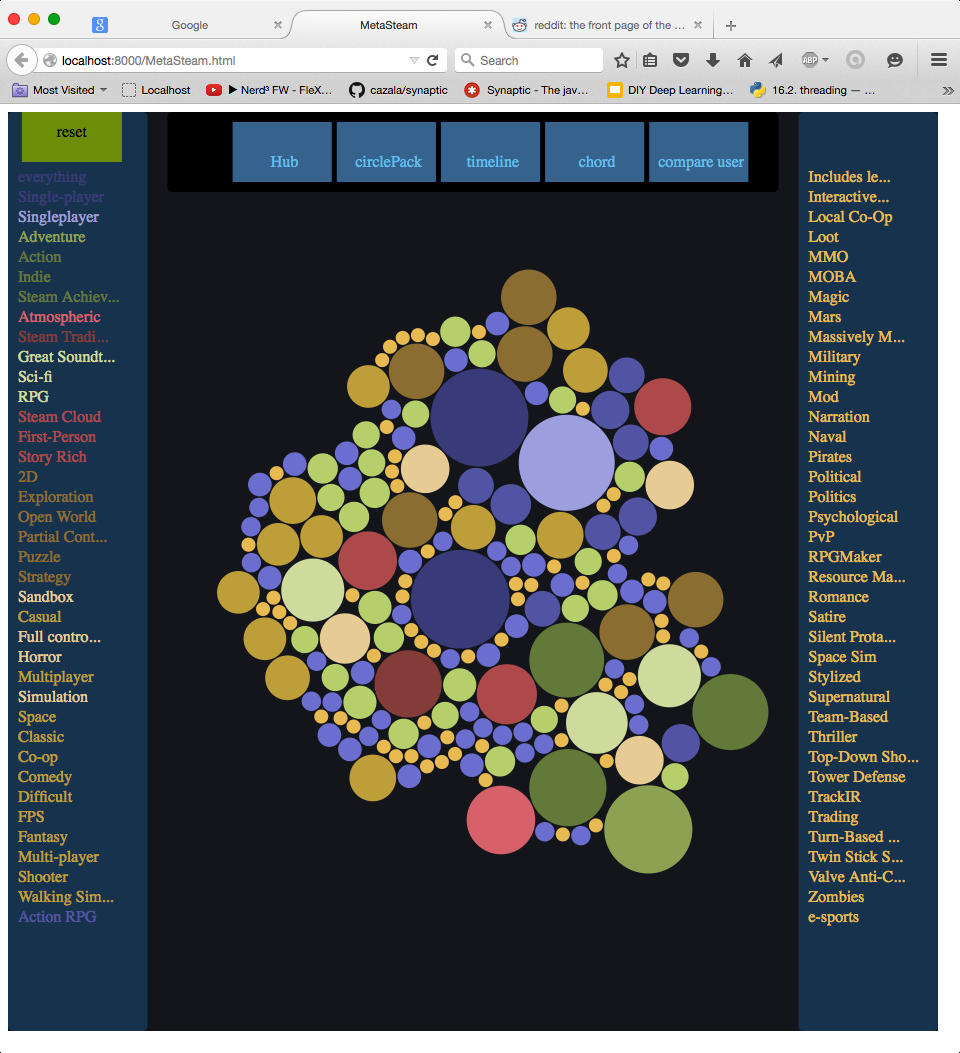 Google
MetaSteam
reddit: the front page of the ...
localhost:8000/MetaSteam.html
Search
ABP
Most Visited
Localhost
▶ Nerd³ FW - FleX...
cazala/synaptic
Synaptic - The jav...
DIY Deep Learning...
16.2. threading — ...
reset
Hub
circlePack
timeline
chord
compare user
everything
Single-player
Singleplayer
Adventure
Action
Indie
Steam Achiev...
Atmospheric
Steam Tradi...
Great Soundt...
Sci-fi
RPG
Steam Cloud
First-Person
Story Rich
2D
Exploration
Open World
Partial Cont...
Puzzle
Strategy
Sandbox
Casual
Full contro...
Horror
Multiplayer
Simulation
Space
Classic
Co-op
Comedy
Difficult
FPS
Fantasy
Multi-player
Shooter
Walking Sim...
Action RPG
Includes le...
Interactive...
Local Co-Op
Loot
MMO
MOBA
Magic
Mars
Massively M...
Military
Mining
Mod
Narration
Naval
Pirates
Political
Politics
Psychological
PvP
RPGMaker
Resource Ma...
Romance
Satire
Silent Prota...
Space Sim
Stylized
Supernatural
Team-Based
Thriller
Top-Down Sho...
Tower Defense
TrackIR
Trading
Turn-Based ...
Twin Stick S...
Valve Anti-C...
Zombies
e-sports